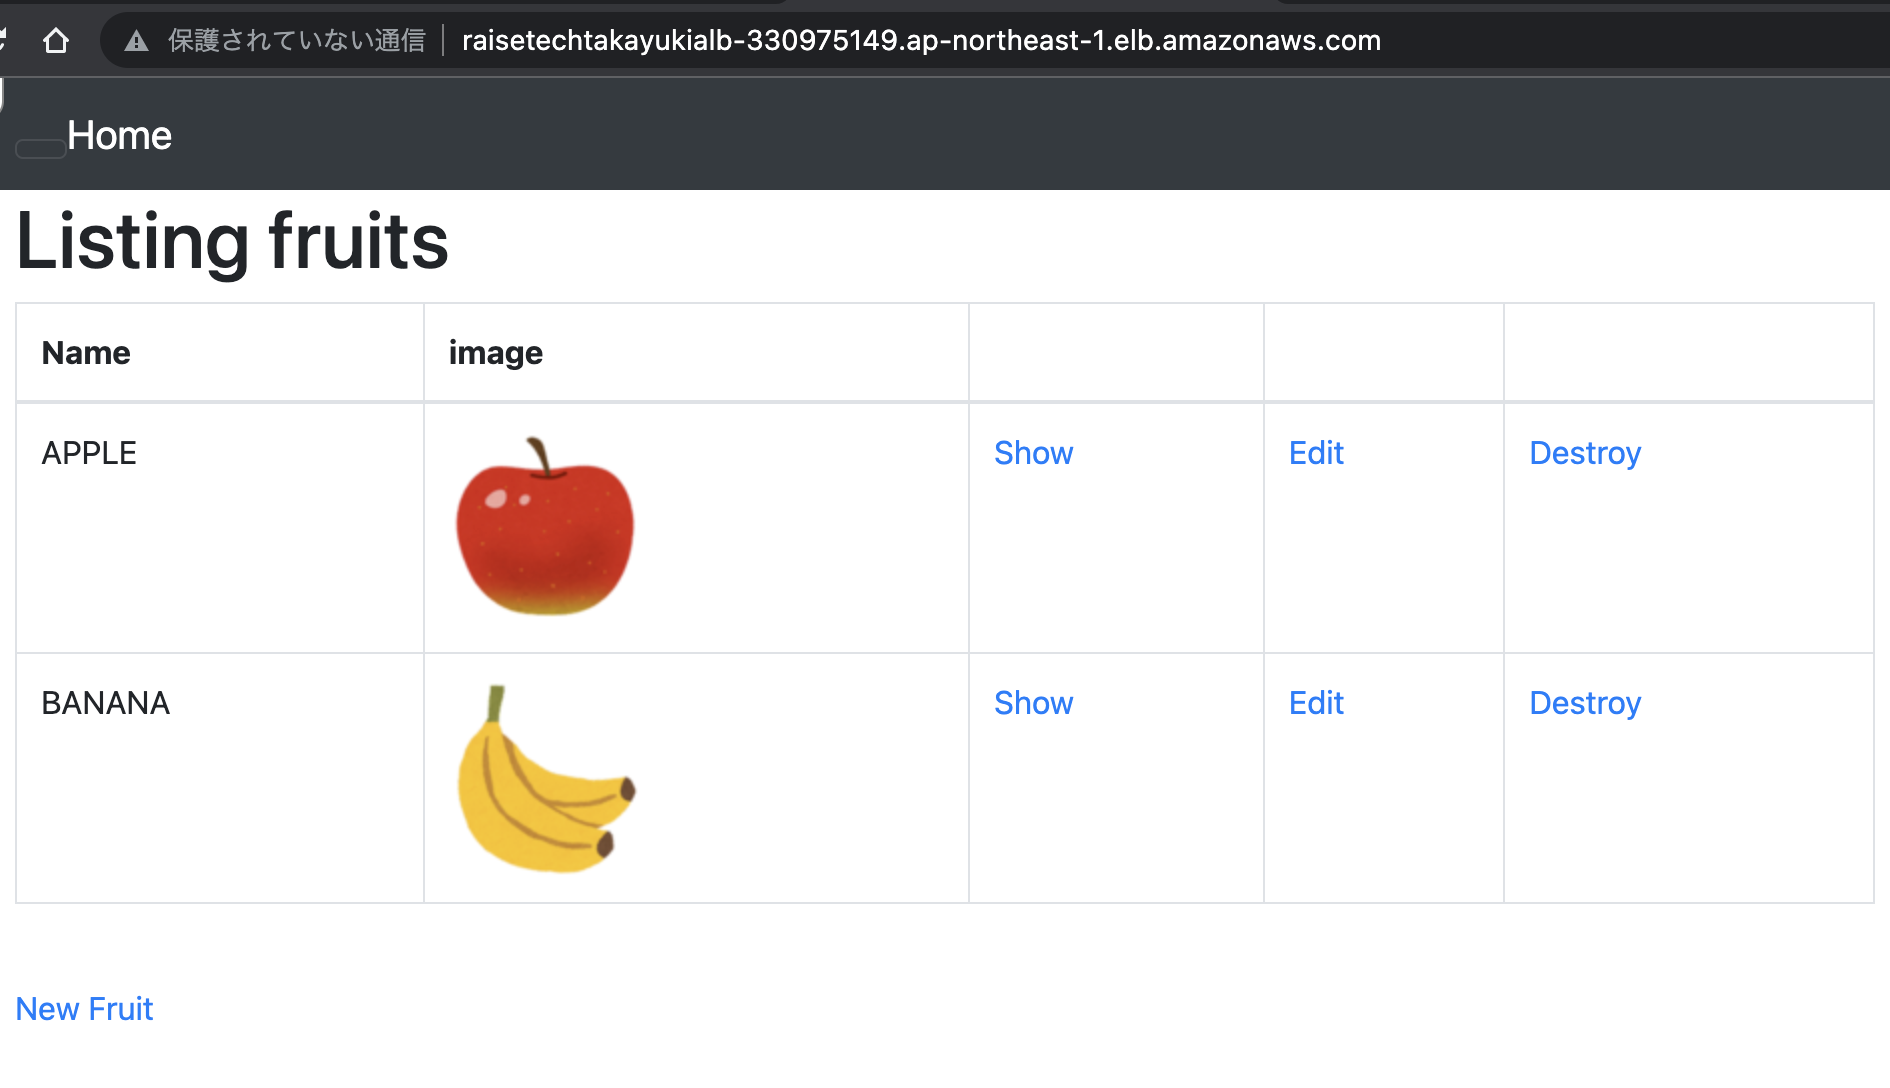 保護されていない通信 raisetechtakayukialb-330975149.ap-northeast-1.elb.amazonaws.com
Home
Listing fruits
Name image
APPLE Show Edit Destroy
BANANA Show Edit Destroy
New Fruit